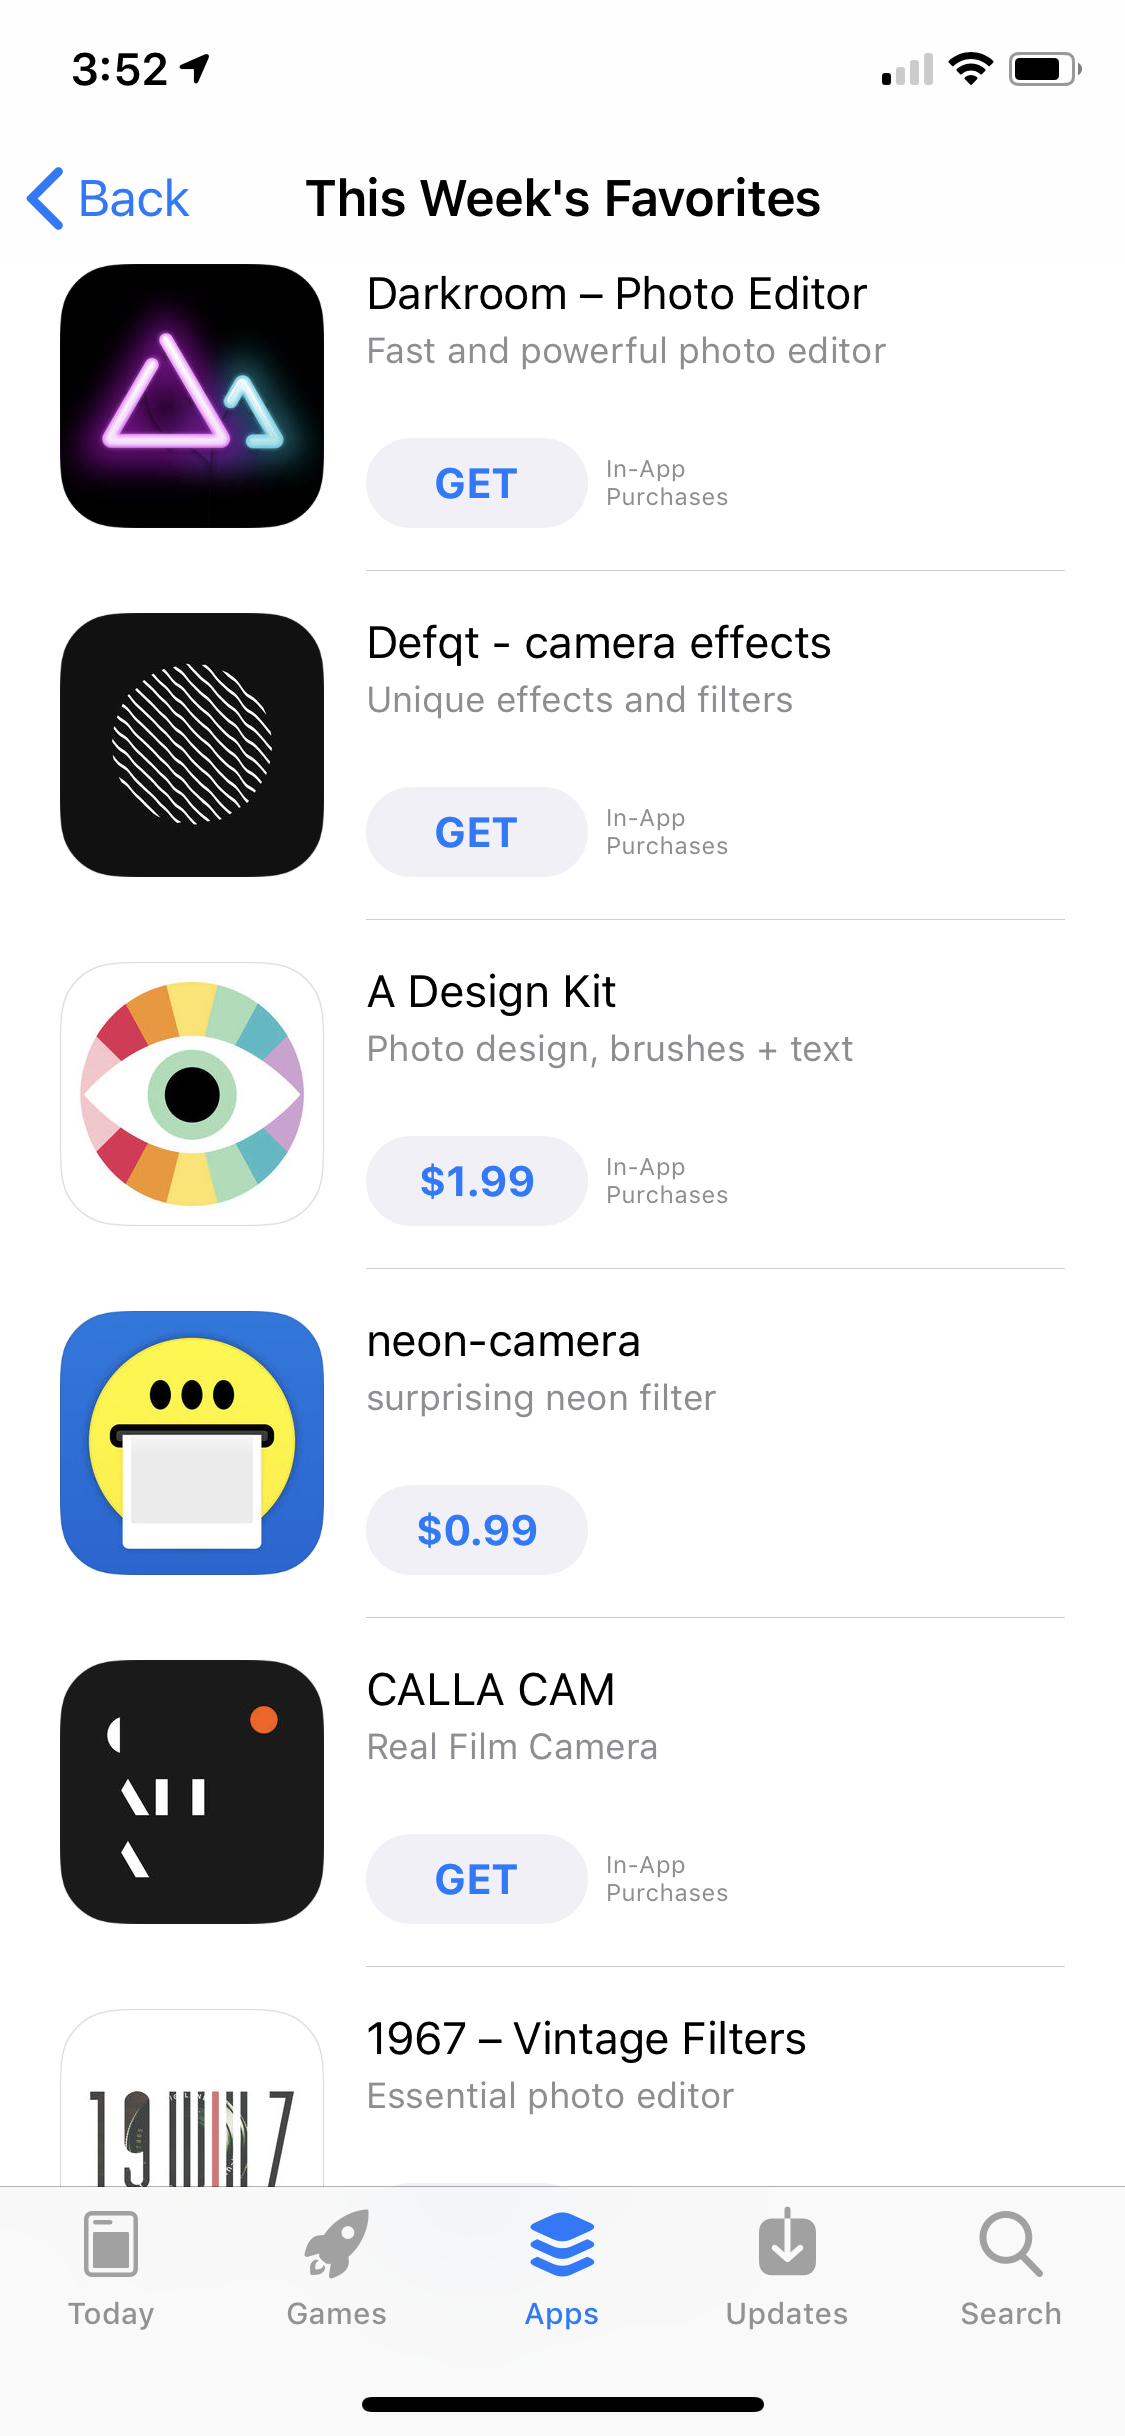 3:52
Back
This Week's Favorites
Darkroom – Photo Editor
Fast and powerful photo editor
GET
In-App
Purchases
Defqt - camera effects
Unique effects and filters
GET
In-App
Purchases
A Design Kit
Photo design, brushes + text
$1.99
In-App
Purchases
neon-camera
surprising neon filter
$0.99
CALLA CAM
Real Film Camera
GET
In-App
Purchases
1967 – Vintage Filters
Essential photo editor
Today
Games
Apps
Updates
Search